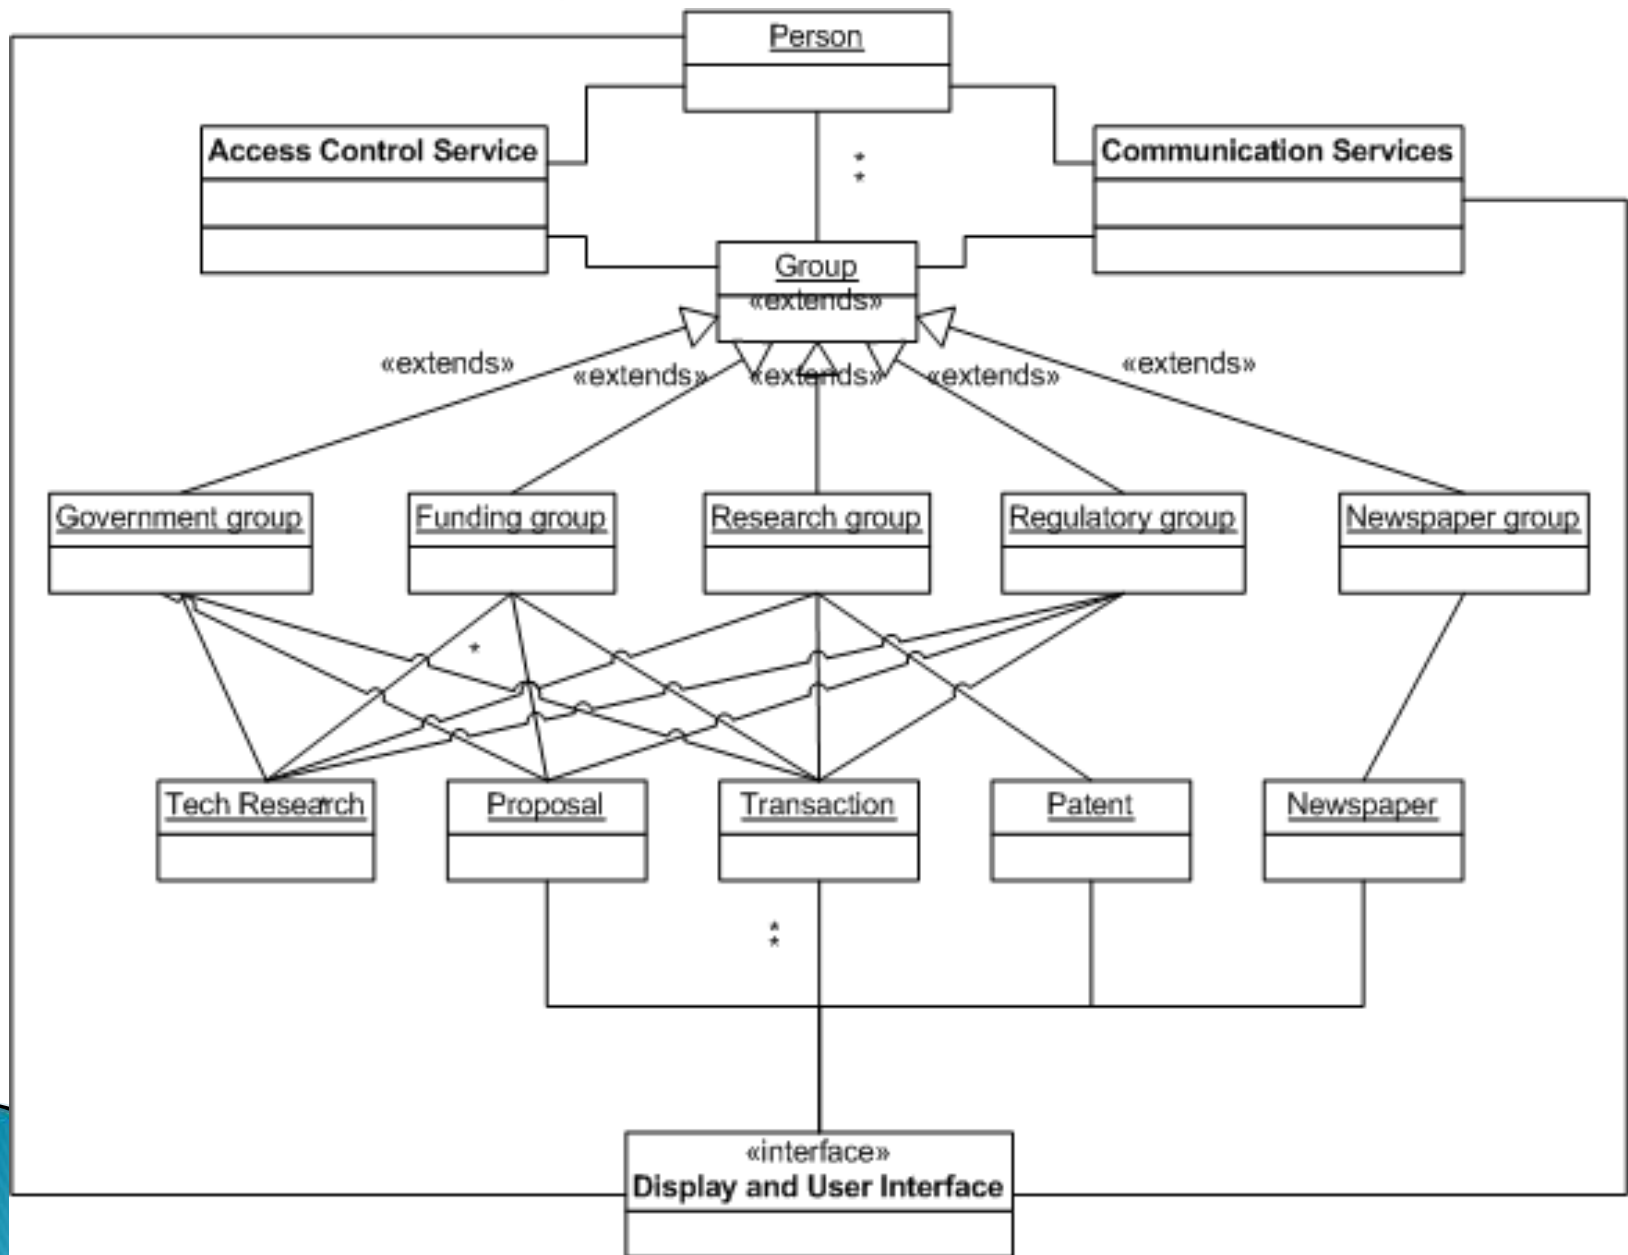 Person
Access Control Service
Communication Services
*
*
Group
«extends»
«extends»
«extends»
«extends»
«extends»
«extends»
Government group
Funding group
Research group
Regulatory group
Newspaper group
*
Tech Research
*
Proposal
Transaction
Patent
Newspaper
*
*
«interface»
Display and User Interface